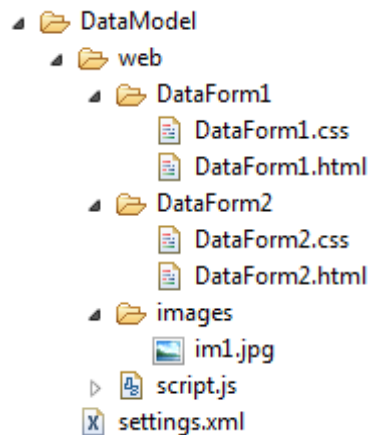 DataModel
web
DataForm1
DataForm1.css
DataForm1.html
DataForm2
DataForm2.css
DataForm2.html
images
im1.jpg
script.js
settings.xml